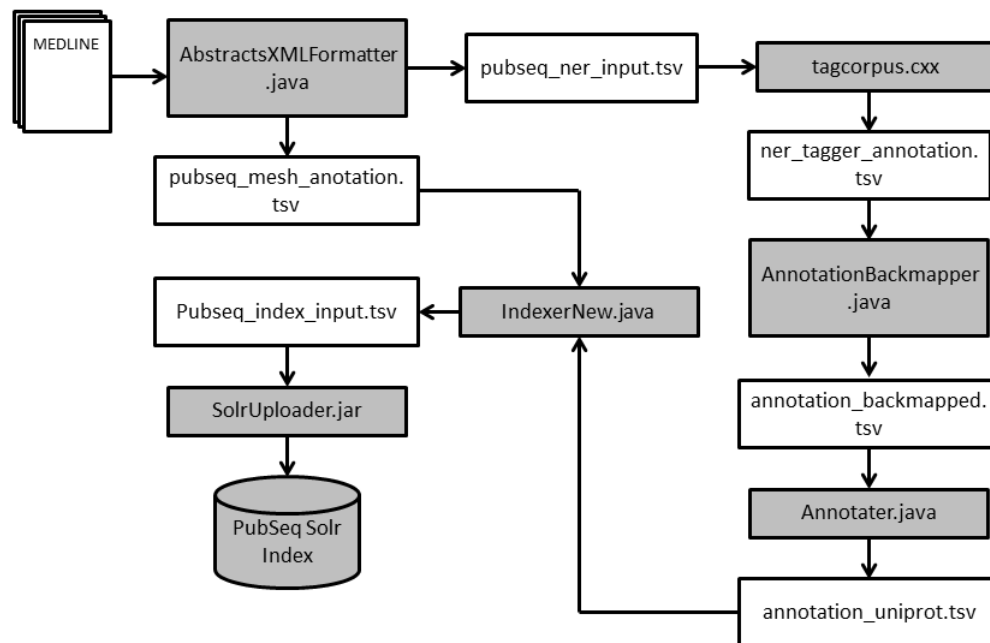 MEDLINE
AbstractsXMLFormatter
.java
pubseq_ner_input.tsv
tagcorpus.cxx
pubseq_mesh_anotation.
tsv
ner_tagger_annotation.
tsv
AnnotationBackmapper
.java
Pubseq_index_input.tsv
IndexerNew.java
SolrUploader.jar
annotation_backmapped.
tsv
PubSeq Solr
Index
Annotater.java
annotation_uniprot.tsv